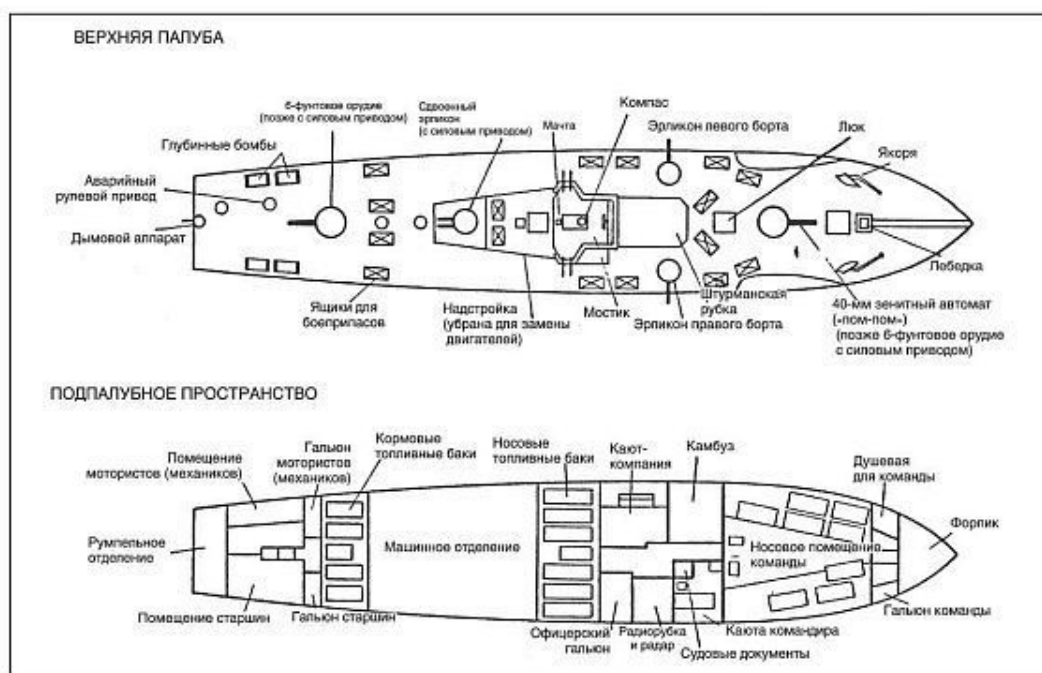 ВЕРХНЯЯ ПАЛУБА
6-фунтовое орудие
(позже с силовым приводом)
Сдвоенный
эрликон
(с силовым приводом)
Мачта
Компас
Эрликон левого борта
Люк
Якоря
Глубинные бомбы
Аварийный
рулевой привод
Дымовой аппарат
Ящики для
боеприпасов
Надстройка
(убрана для замены
двигателей)
Мостик
Штурманская
рубка
Эрликон правого борта
Лебедка
40-мм зенитный автомат
(«пом-пом»)
(позже 6-фунтовое орудие
с силовым приводом)
ПОДПАЛУБНОЕ ПРОСТРАНСТВО
Помещение
мотористов (механиков)
Гальюн
мотористов
(механиков)
Кормовые
топливные баки
Носовые
топливные баки
Кают-
компания
Камбуз
Душевая
для команды
Форпик
Румпельное
отделение
Машинное отделение
Носовое помещение
команды
Помещение старшин
Гальюн старшин
Офицерский
гальюн
Радиорубка
и радар
Судовые документы
Каюта командира
Гальюн команды